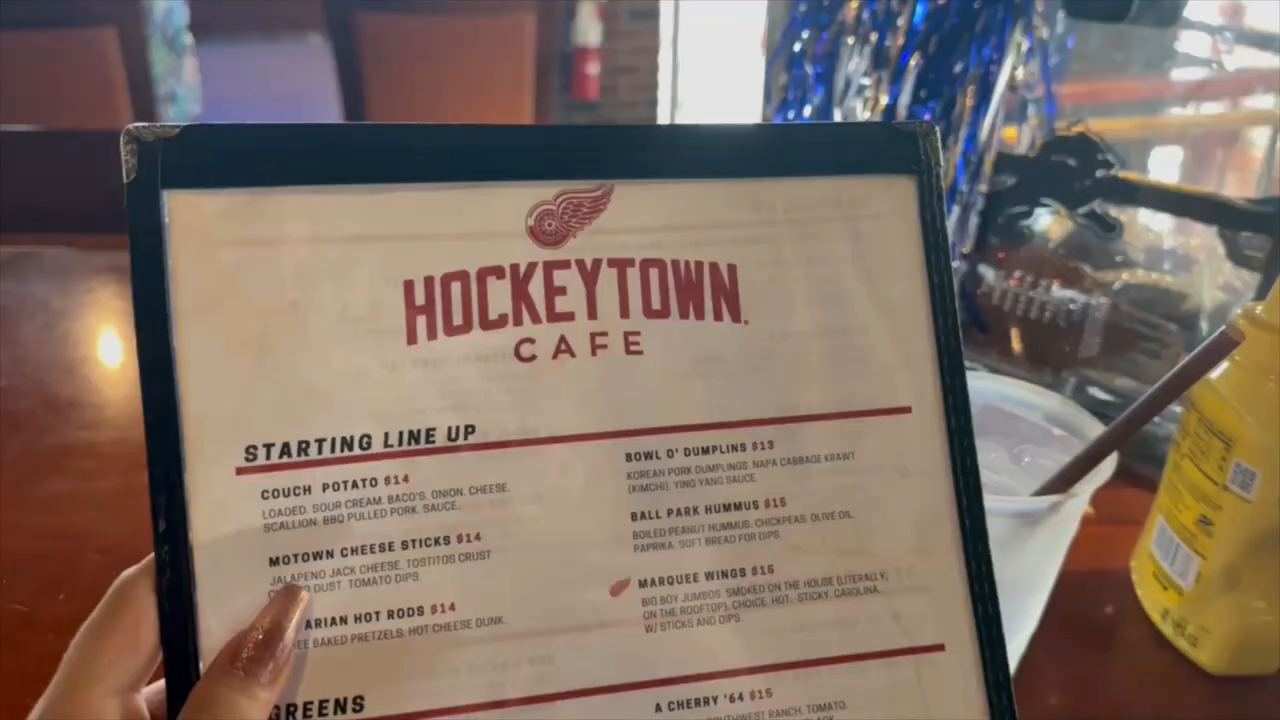 HOCKEYTOWN
CAFE
STARTING LINE UP
COUCH POTATO $14
LOADED. SOUR CREAM. BACO'S. ONION. CHEESE.
SCALLION. BBQ PULLED PORK. SAUCE.
MOTOWN CHEESE STICKS $14
JALAPENO JACK CHEESE. TOSTITOS CRUST
DUST. TOMATO DIPS.
ARIAN HOT RODS $14
BAKED PRETZELS. HOT CHEESE DUNK.
BOWL O' DUMPLINS $13
KOREAN PORK DUMPLINGS. NAPA CABBAGE KRAWT
(KIMCHI). YING YANG SAUCE.
BALL PARK HUMMUS $15
BOILED PEANUT HUMMUS. CHICKPEAS. OLIVE OIL.
PAPRIKA. SOFT BREAD FOR DIPS.
MARQUEE WINGS $15
BIG BOY JUMBOS. SMOKED ON THE HOUSE (LITERALLY,
ON THE ROOFTOP). CHOICE. HOT. STICKY. CAROLINA.
W/ STICKS AND DIPS.
GREENS
A CHERRY '64 $15
SOUTHWEST RANCH. TOMATO.